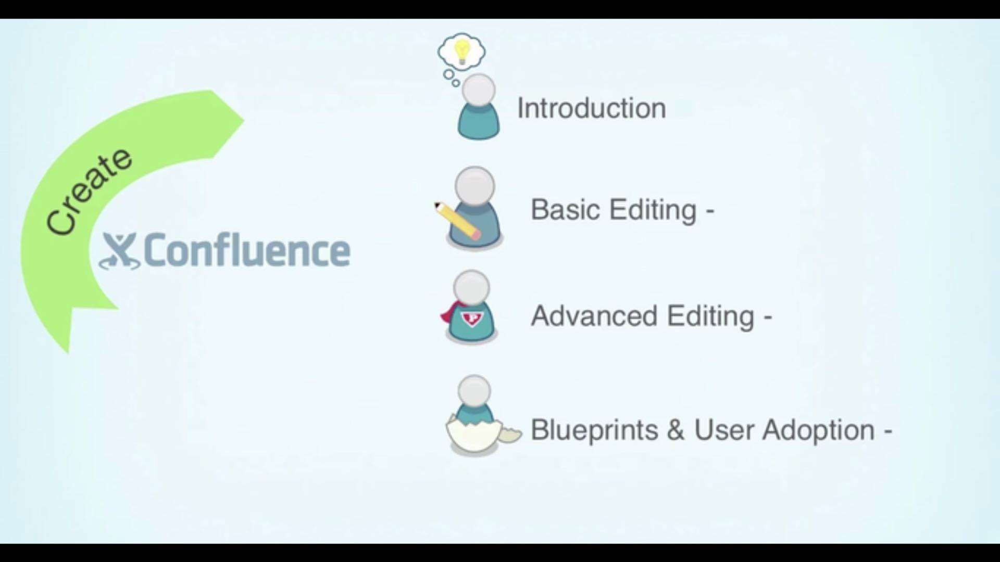 Create
Confluence
Introduction
Basic Editing -
Advanced Editing -
P
Blueprints & User Adoption -